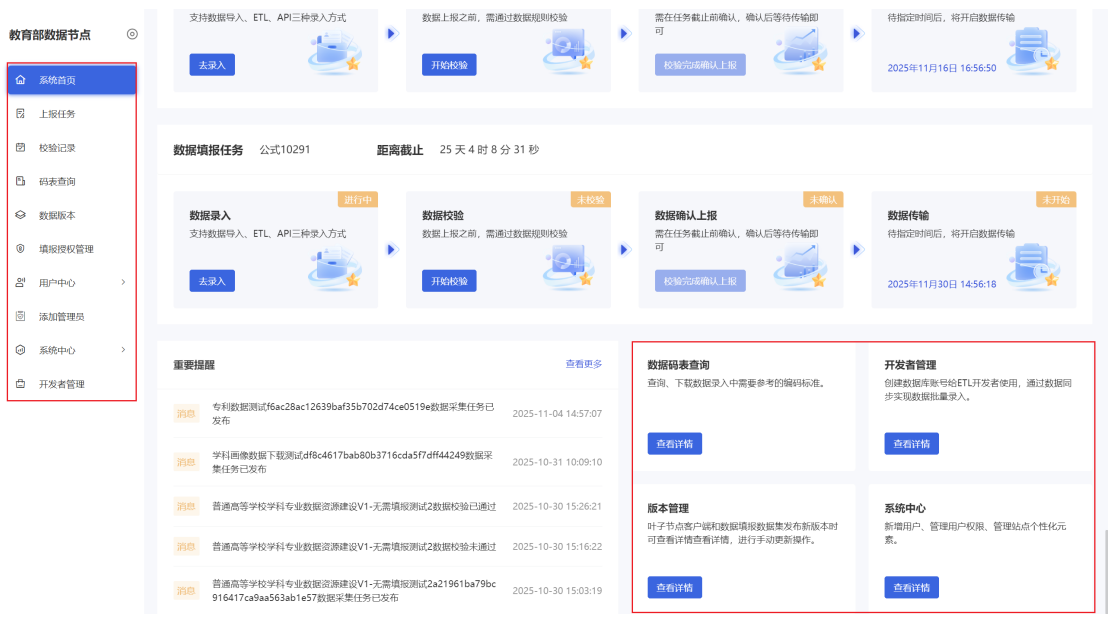 教育部数据节点
系统首页
上报任务
校验记录
码表查询
数据版本
填报授权管理
用户中心
添加管理员
系统中心
开发者管理
支持数据导入、ETL、API三种录入方式
去录入
数据上报之前，需通过数据规则校验
开始校验
需在任务截止前确认，确认后等待传输即
可
校验完成确认上报
待指定时间后，将开启数据传输
2025年11月16日 16:56:50
数据填报任务 公式10291 距离截止 25 天 4 时 8 分 31 秒
进行中
数据录入
支持数据导入、ETL、API三种录入方式
去录入
未校验
数据校验
数据上报之前，需通过数据规则校验
开始校验
未确认
数据确认上报
需在任务截止前确认，确认后等待传输即
可
校验完成确认上报
未开始
数据传输
待指定时间后，将开启数据传输
2025年11月30日 14:56:18
重要提醒 查看更多
消息 专利数据测试f6ac28ac12639baf35b702d74ce0519e数据采集任务已 2025-11-04 14:57:07
发布
消息 学科画像数据下载测试df8c4617bab80b3716cda5f7dff44249数据采 2025-10-31 10:09:10
集任务已发布
消息 普通高等学校学科专业数据资源建设V1-无需填报测试2数据校验已通过 2025-10-30 15:26:21
消息 普通高等学校学科专业数据资源建设V1-无需填报测试2数据校验未通过 2025-10-30 15:16:22
消息 普通高等学校学科专业数据资源建设V1-无需填报测试2a21961ba79bc 2025-10-30 15:03:19
916417ca9aa563ab1e57数据采集任务已发布
数据码表查询
查询、下载数据录入中需要参考的编码标准。
查看详情
开发者管理
创建数据库账号给ETL开发者使用，通过数据同
步实现数据批量录入。
查看详情
版本管理
叶子节点客户端和数据填报数据集发布新版本时
可查看详情查看详情，进行手动更新操作。
查看详情
系统中心
新增用户、管理用户权限、管理站点个性化元
素。
查看详情